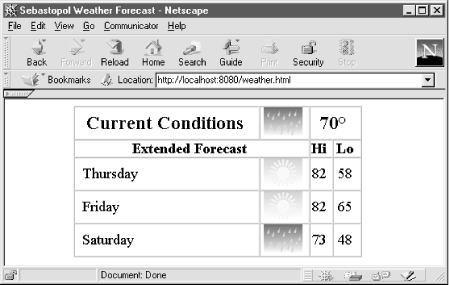 Sebastopol Weather Forecast - Netscape
File Edit View Go Communicator Help
Back Forward Reload Home Search Guide Print Security Stop
N
Bookmarks Location: http://localhost:8080/weather.html
Current Conditions 70°
Extended Forecast Hi Lo
Thursday 82 58
Friday 82 65
Saturday 73 48
Document: Done